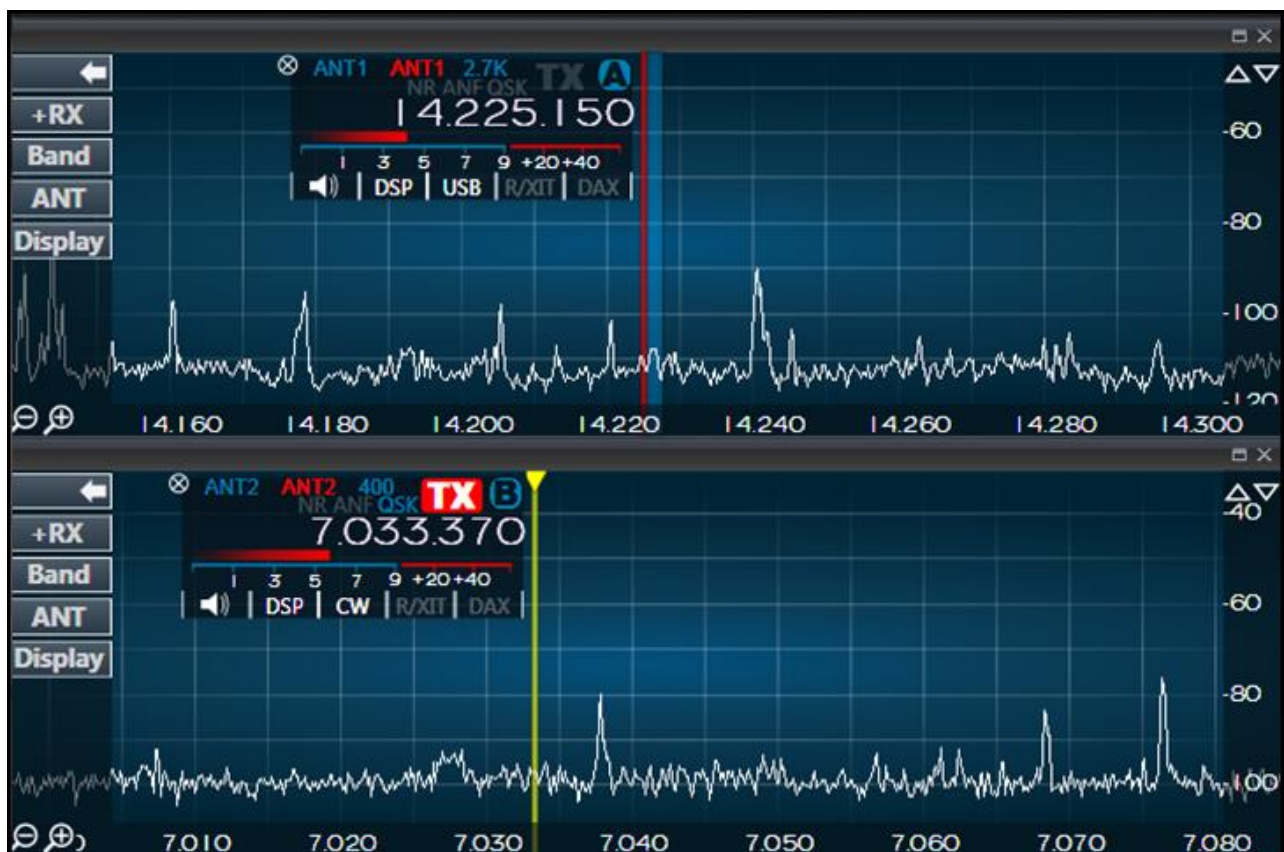 ANT1 ANT1 2.7K TX A
NR ANF QSK
14.225.150
+RX
Band
ANT
Display
1 3 5 7 9 +20 +40
DSP USB R/XIT DAX
-60
-80
-100
-120
14.160 14.180 14.200 14.220 14.240 14.260 14.280 14.300
ANT2 ANT2 400 TX B
NR ANF QSK
7.033.370
+RX
Band
ANT
Display
1 3 5 7 9 +20 +40
DSP CW R/XIT DAX
-40
-60
-80
-100
7.010 7.020 7.030 7.040 7.050 7.060 7.070 7.080